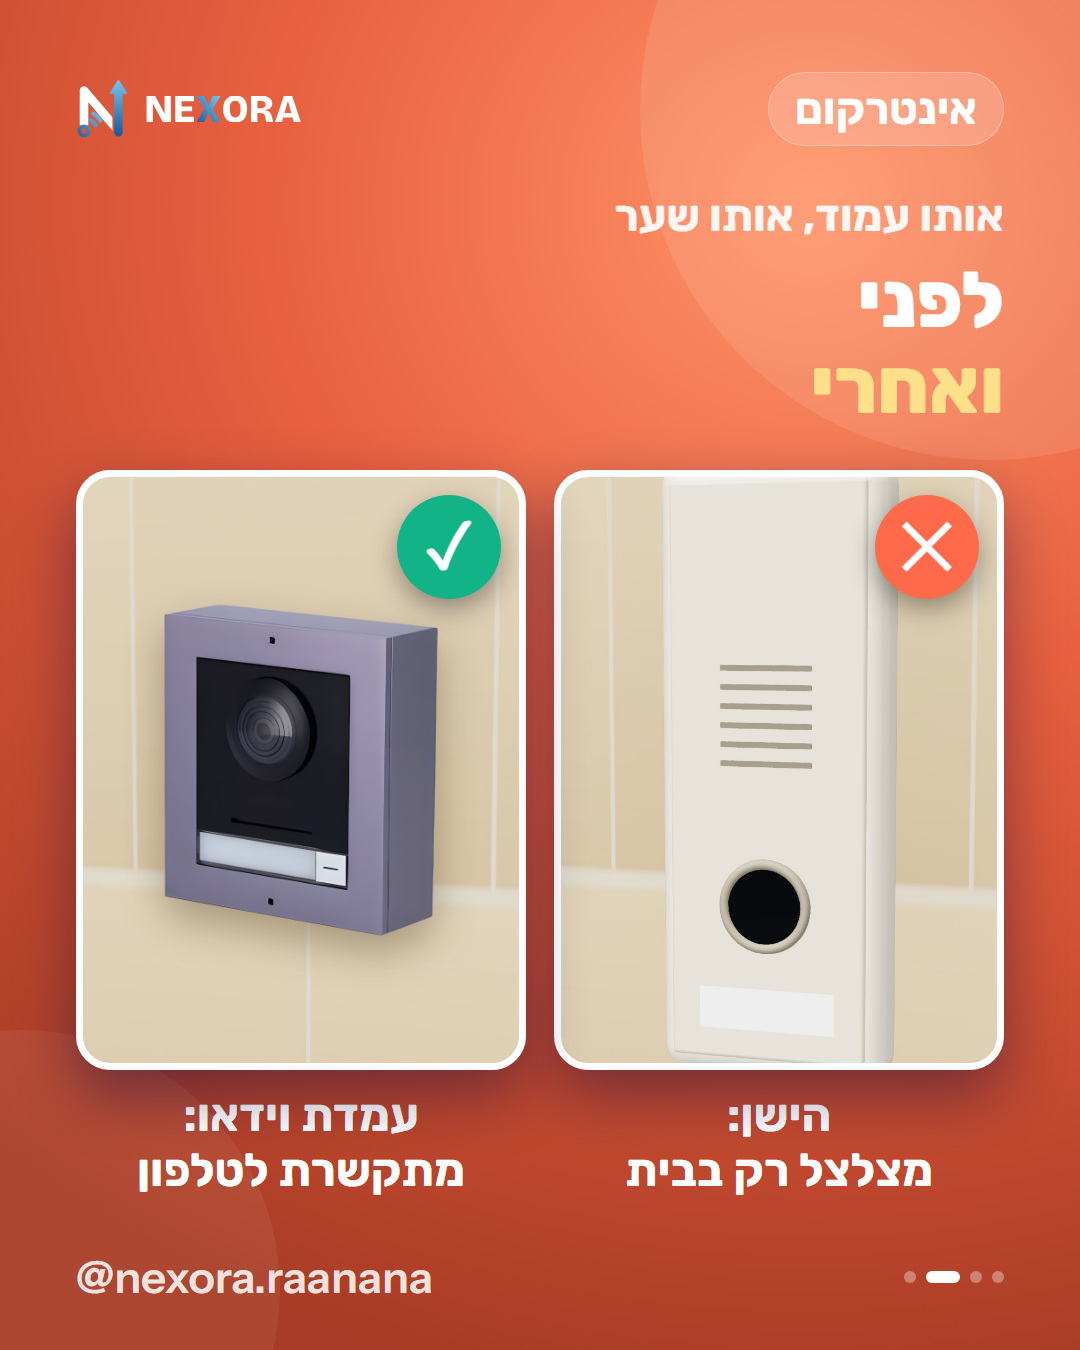 NEXORA
אינטרקום
אותו עמוד, אותו שער
לפני
ואחרי
הישן:
מצלצל רק בבית
עמדת וידאו:
מתקשרת לטלפון
@nexora.raanana